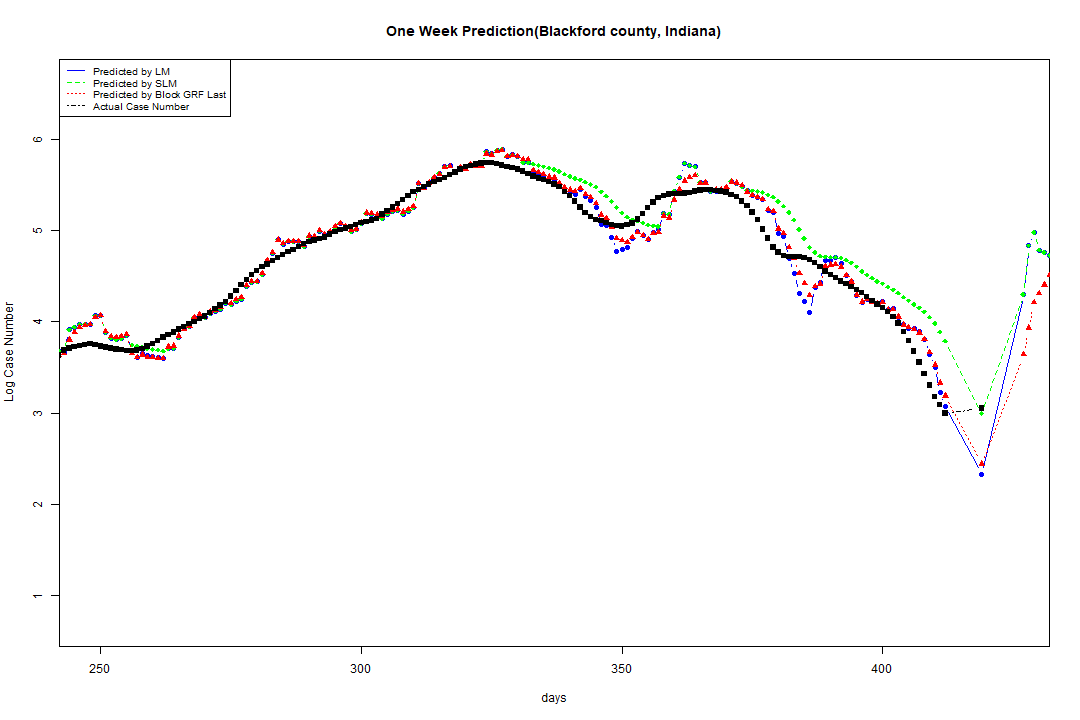 One Week Prediction(Blackford county, Indiana)
Predicted by LM
Predicted by SLM
Predicted by Block GRF Last
Actual Case Number
Log Case Number
6
5
4
3
2
1
250 300 350 400
days